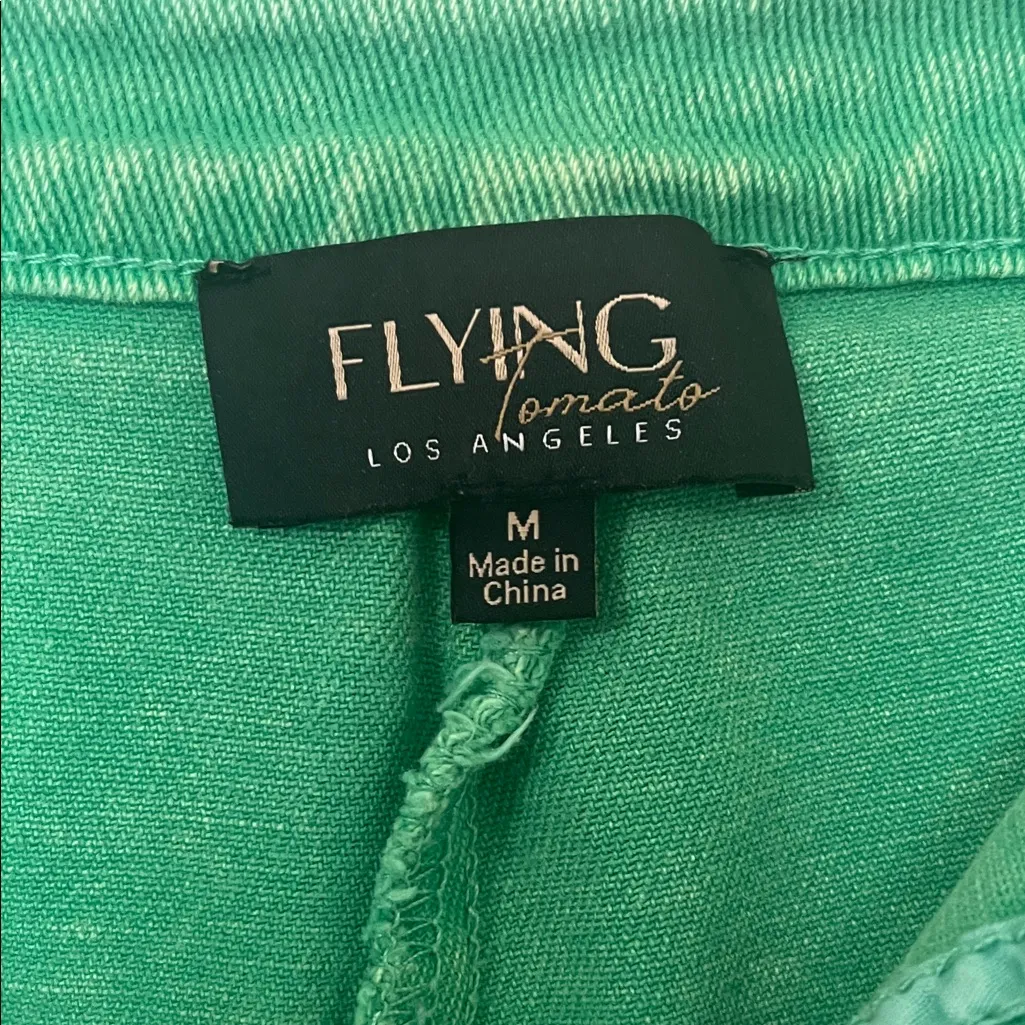 FLYING
Tomato
LOS ANGELES
M
Made in
China